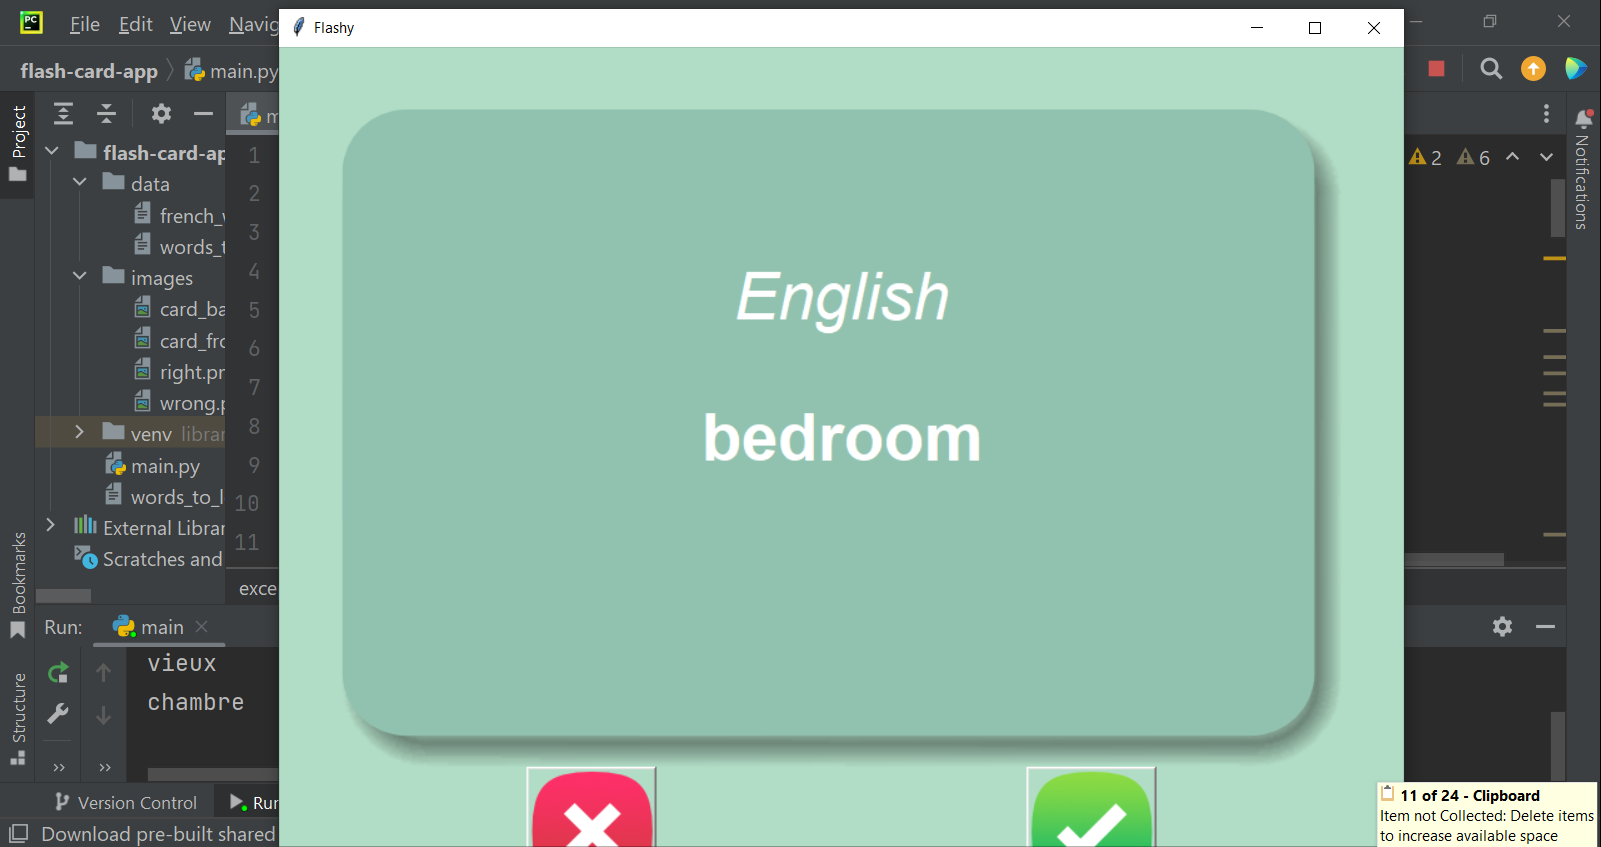 PC
File Edit View Navig
Flashy
flash-card-app
main.py
Project
m
2
6
Notifications
flash-card-ap
data
french_
words_t
images
card_ba
card_fro
right.pn
wrong.p
venv librar
main.py
words_to_l
External Librar
Scratches and
1
2
3
4
5
6
7
8
9
10
11
exce
English
bedroom
Bookmarks
Structure
Run:
main
vieux
chambre
Version Control
Run
Download pre-built shared
11 of 24 - Clipboard
Item not Collected: Delete items
to increase available space